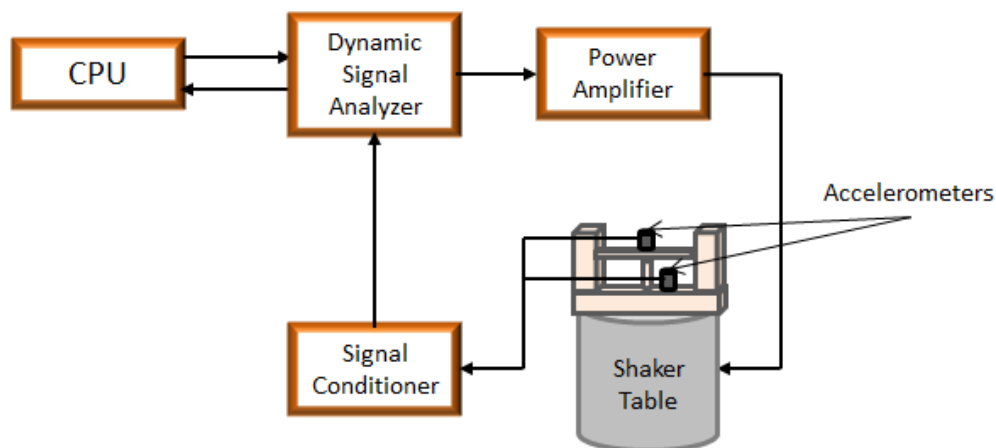 CPU
Dynamic
Signal
Analyzer
Power
Amplifier
Accelerometers
Signal
Conditioner
Shaker
Table